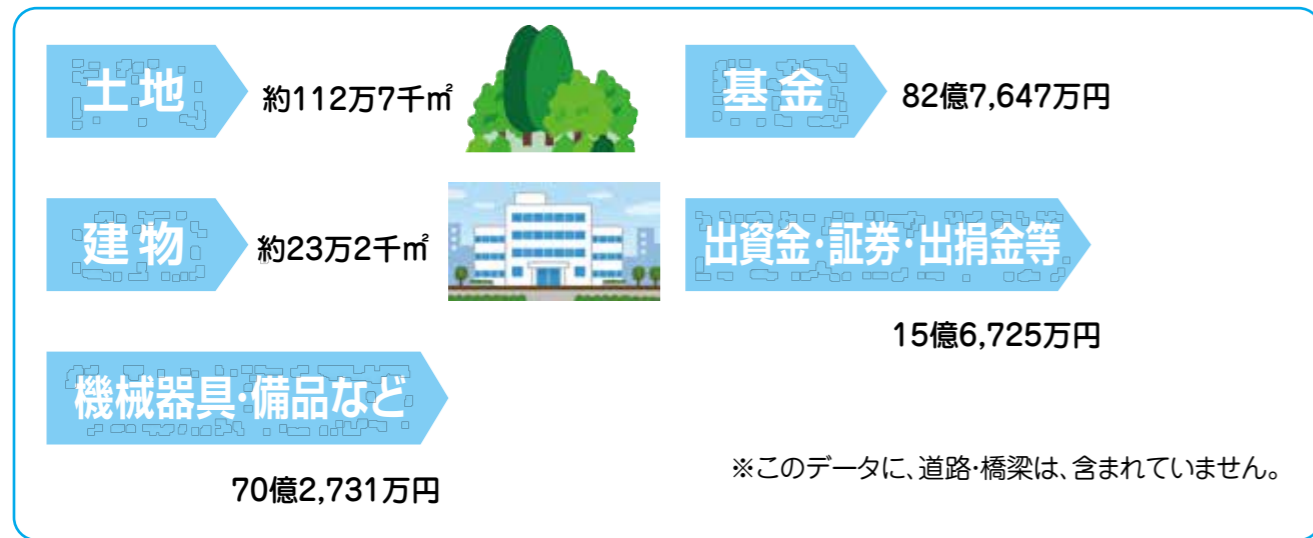 土地
約112万7千㎡
建物
約23万2千㎡
機械器具・備品など
70億2,731万円
基金
82億7,647万円
出資金・証券・出捐金等
15億6,725万円
※このデータに、道路・橋梁は、含まれていません。